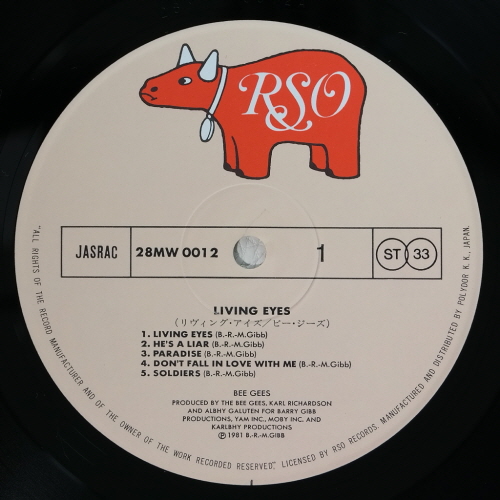 RSO
JASRAC
28MW 0012
1
ST 33
LIVING EYES
(リヴィング・アイズ/ビー・ジーズ)
1. LIVING EYES (B.-R.-M.Gibb)
2. HE'S A LIAR (B.-R.-M.Gibb)
3. PARADISE (B.-R.-M.Gibb)
4. DON'T FALL IN LOVE WITH ME (B.-R.-M.Gibb)
5. SOLDIERS (B.-R.-M.Gibb)
BEE GEES
PRODUCED BY THE BEE GEES, KARL RICHARDSON
AND ALBHY GALUTEN FOR BARRY GIBB
PRODUCTIONS, YAM INC., MOBY INC. AND
KARLBHY PRODUCTIONS
Ⓟ 1981 B.-R.-M.GIBB
"ALL RIGHTS OF THE RECORD MANUFACTURER AND OF THE OWNER OF THE WORK RECORDED RESERVED", LICENSED BY RSO RECORDS, MANUFACTURED AND DISTRIBUTED BY POLYDOR K. K., JAPAN.